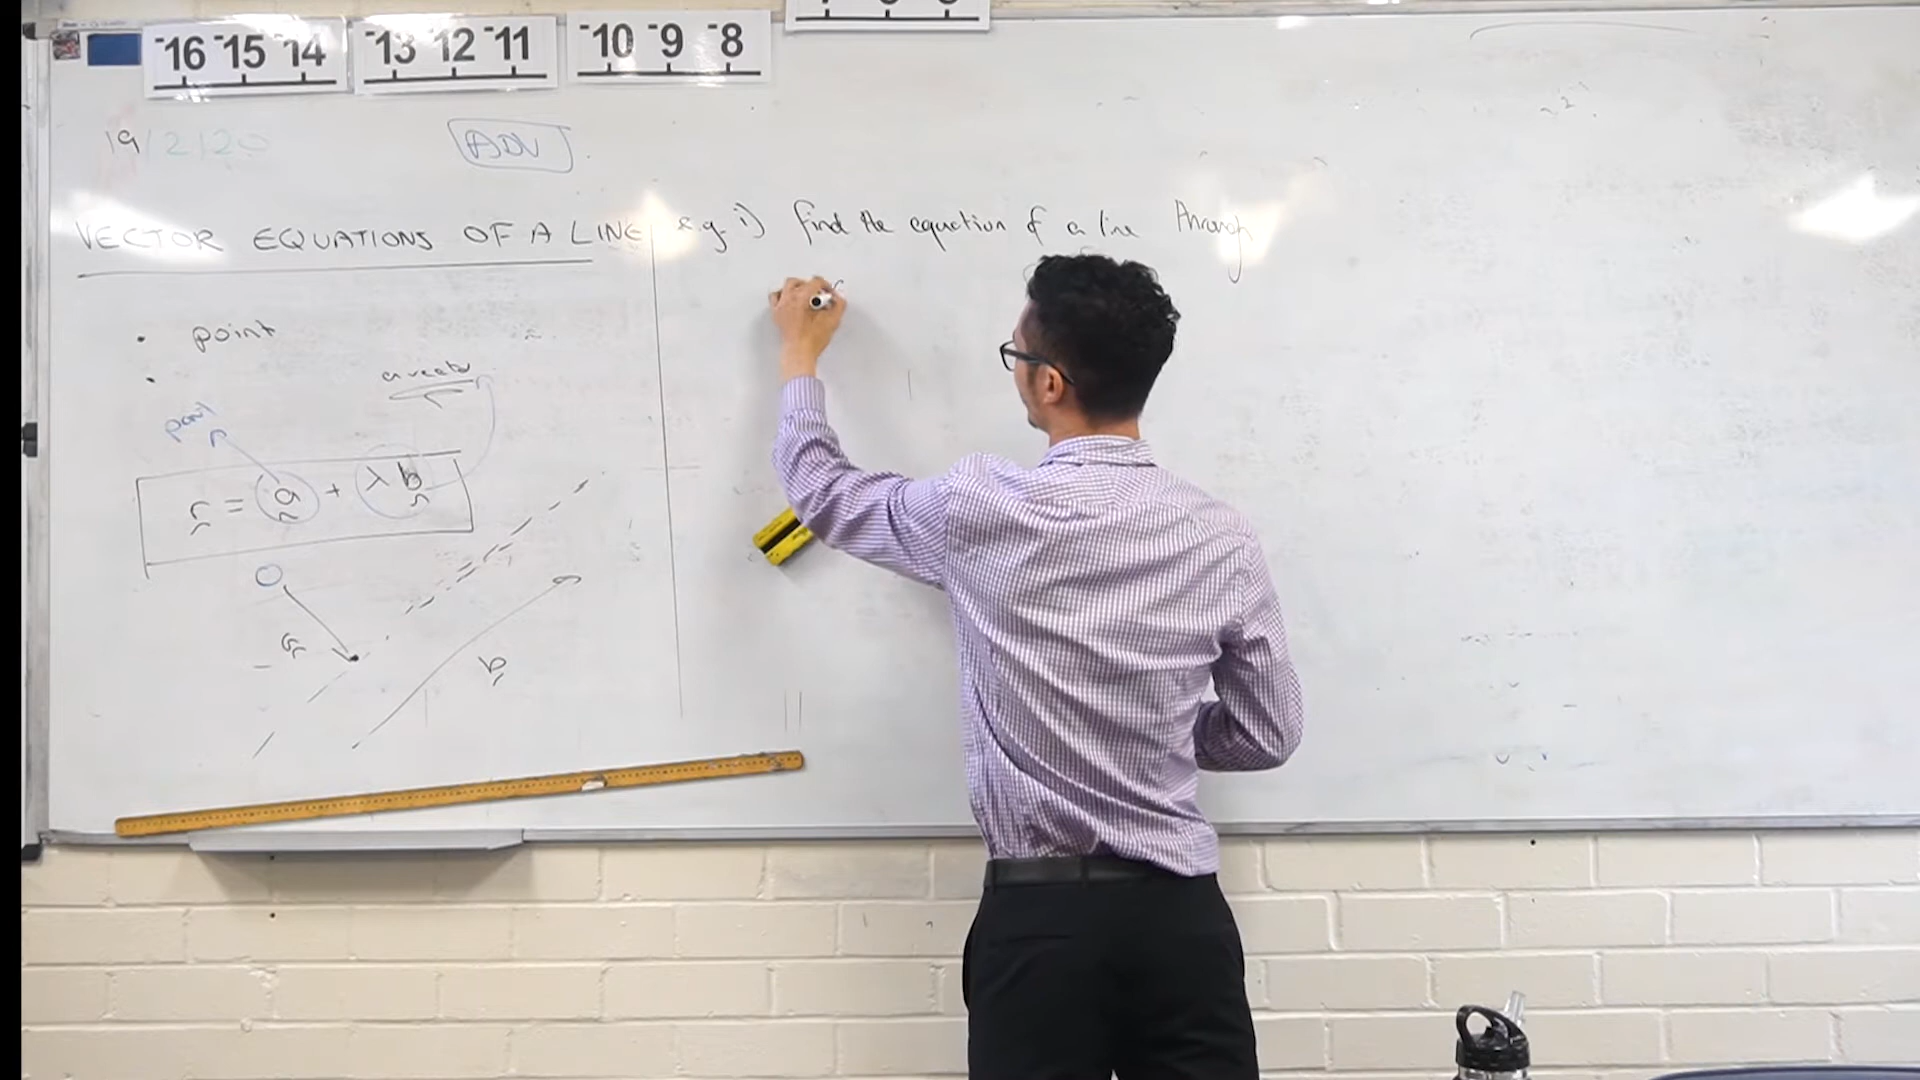 -16 -15 -14 -13 -12 -11 -10 -9 -8
19/2/20
ADV
VECTOR EQUATIONS OF A LINE
• point
•
a vector
point
r = a + λb
O
a
b
e.g. i) find the equation of a line through